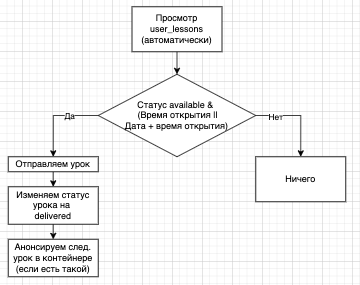 Просмотр
user_lessons
(автоматически)
Статус available &
(Время открытия II
Дата + время открытия)
Да
Нет
Отправляем урок
Ничего
Изменяем статус
урока на
delivered
Анонсируем след.
урок в контейнере
(если есть такой)